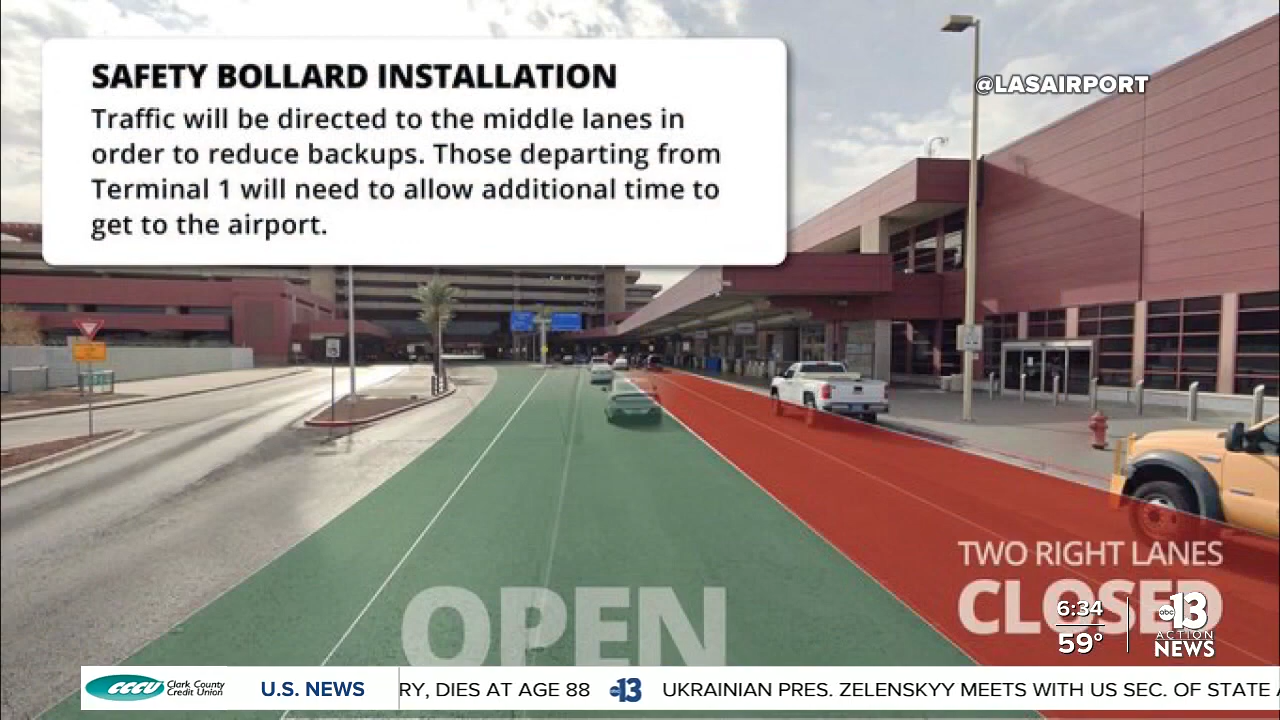 SAFETY BOLLARD INSTALLATION
Traffic will be directed to the middle lanes in
order to reduce backups. Those departing from
Terminal 1 will need to allow additional time to
get to the airport.
@LASAIRPORT
OPEN
TWO RIGHT LANES
CLOSED
6:34
59°
abc 13
ACTION
NEWS
CCCU Clark County
Credit Union
U.S. NEWS
RY, DIES AT AGE 88 13 UKRAINIAN PRES. ZELENSKYY MEETS WITH US SEC. OF STATE